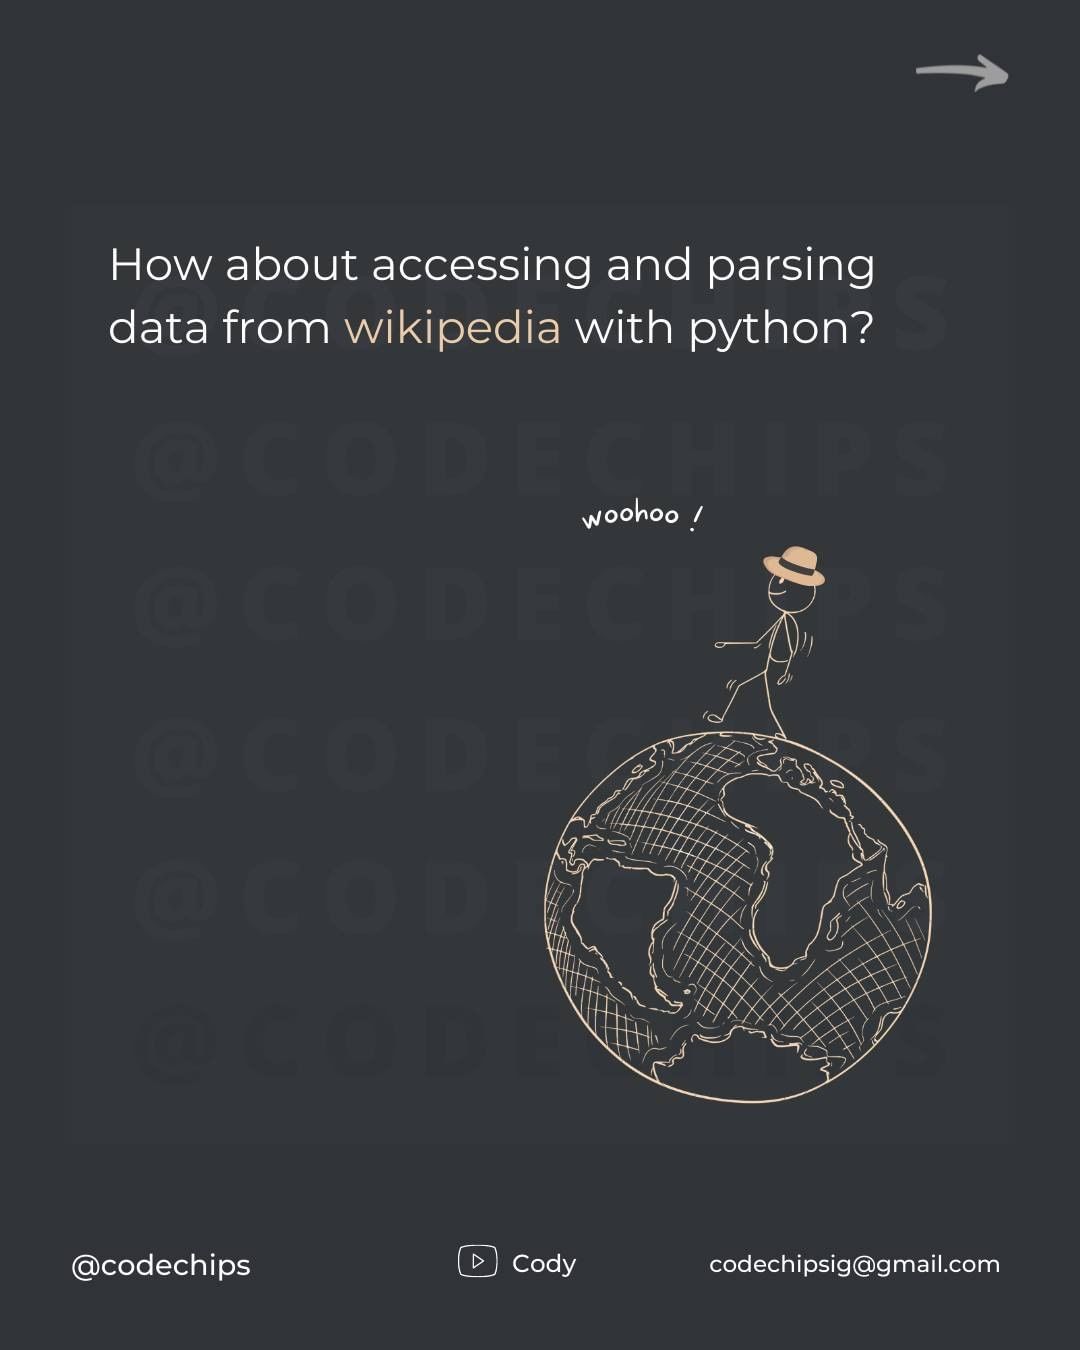 How about accessing and parsing
data from wikipedia with python?
@CODECHIPS
@CODECHIPS
woohoo !
@CODECHIPS
@CODECHIPS
@CODECHIPS
@CODECHIPS
@codechips
Cody
codechipsig@gmail.com